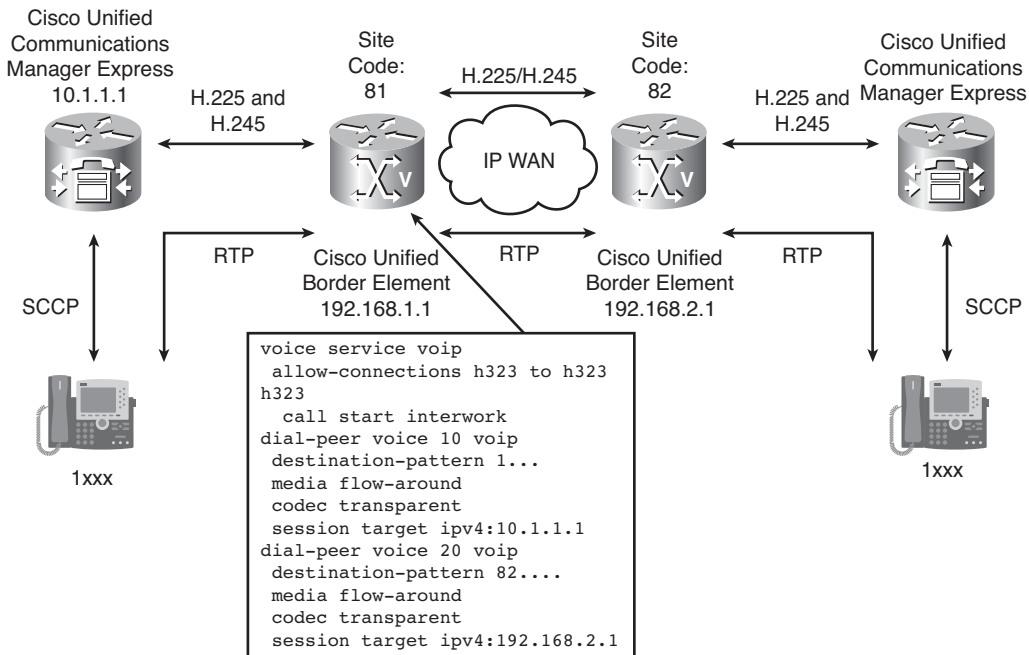 Cisco Unified
Communications
Manager Express
10.1.1.1
Site
Code:
81
Site
Code:
82
Cisco Unified
Communications
Manager Express
H.225 and
H.245
H.225/H.245
H.225 and
H.245
IP WAN
V
V
RTP
RTP
RTP
Cisco Unified
Border Element
192.168.1.1
Cisco Unified
Border Element
192.168.2.1
SCCP
SCCP
1xxx
1xxx
voice service voip
allow-connections h323 to h323
h323
call start interwork
dial-peer voice 10 voip
destination-pattern 1...
media flow-around
codec transparent
session target ipv4:10.1.1.1
dial-peer voice 20 voip
destination-pattern 82....
media flow-around
codec transparent
session target ipv4:192.168.2.1